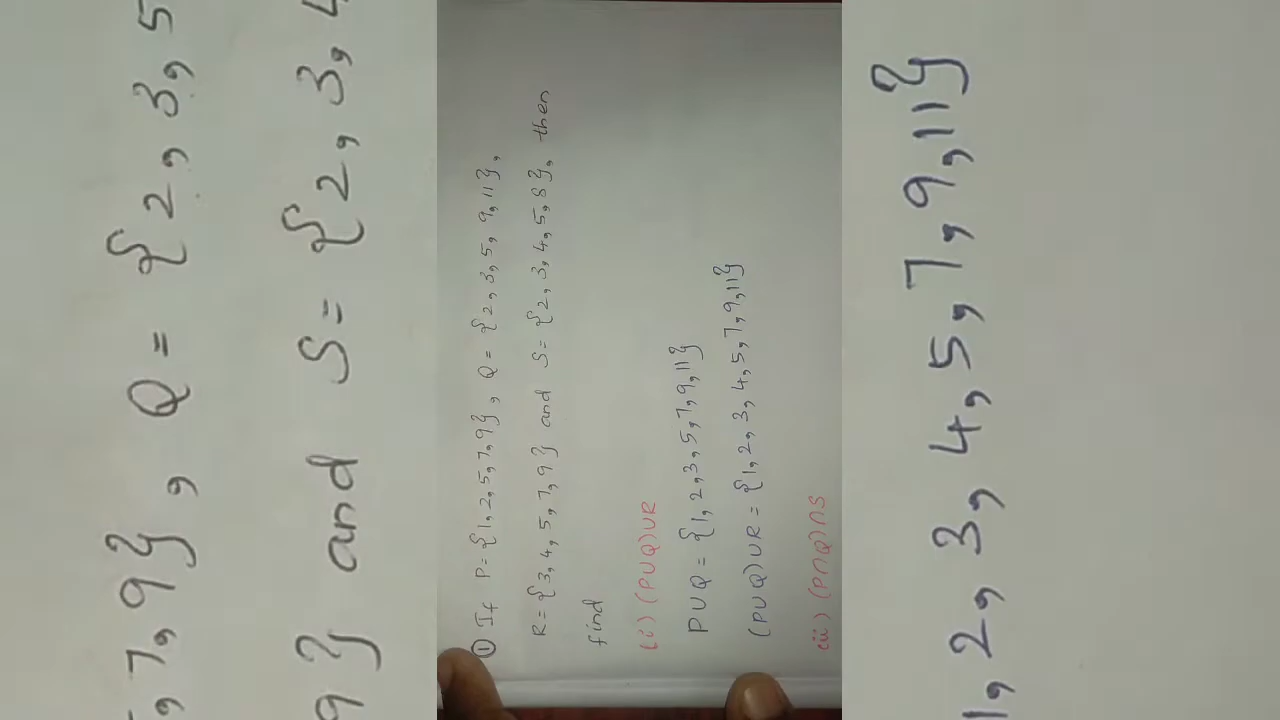 ① If P = {1, 2, 5, 7, 9}, Q = {2, 3, 5, 9, 11},
R = {3, 4, 5, 7, 9} and S = {2, 3, 4, 5, 8}, then
find
(i) (P∪Q)∪R
P∪Q = {1, 2, 3, 5, 7, 9, 11}
(P∪Q)∪R = {1, 2, 3, 4, 5, 7, 9, 11}
(ii) (P∩Q)∩S